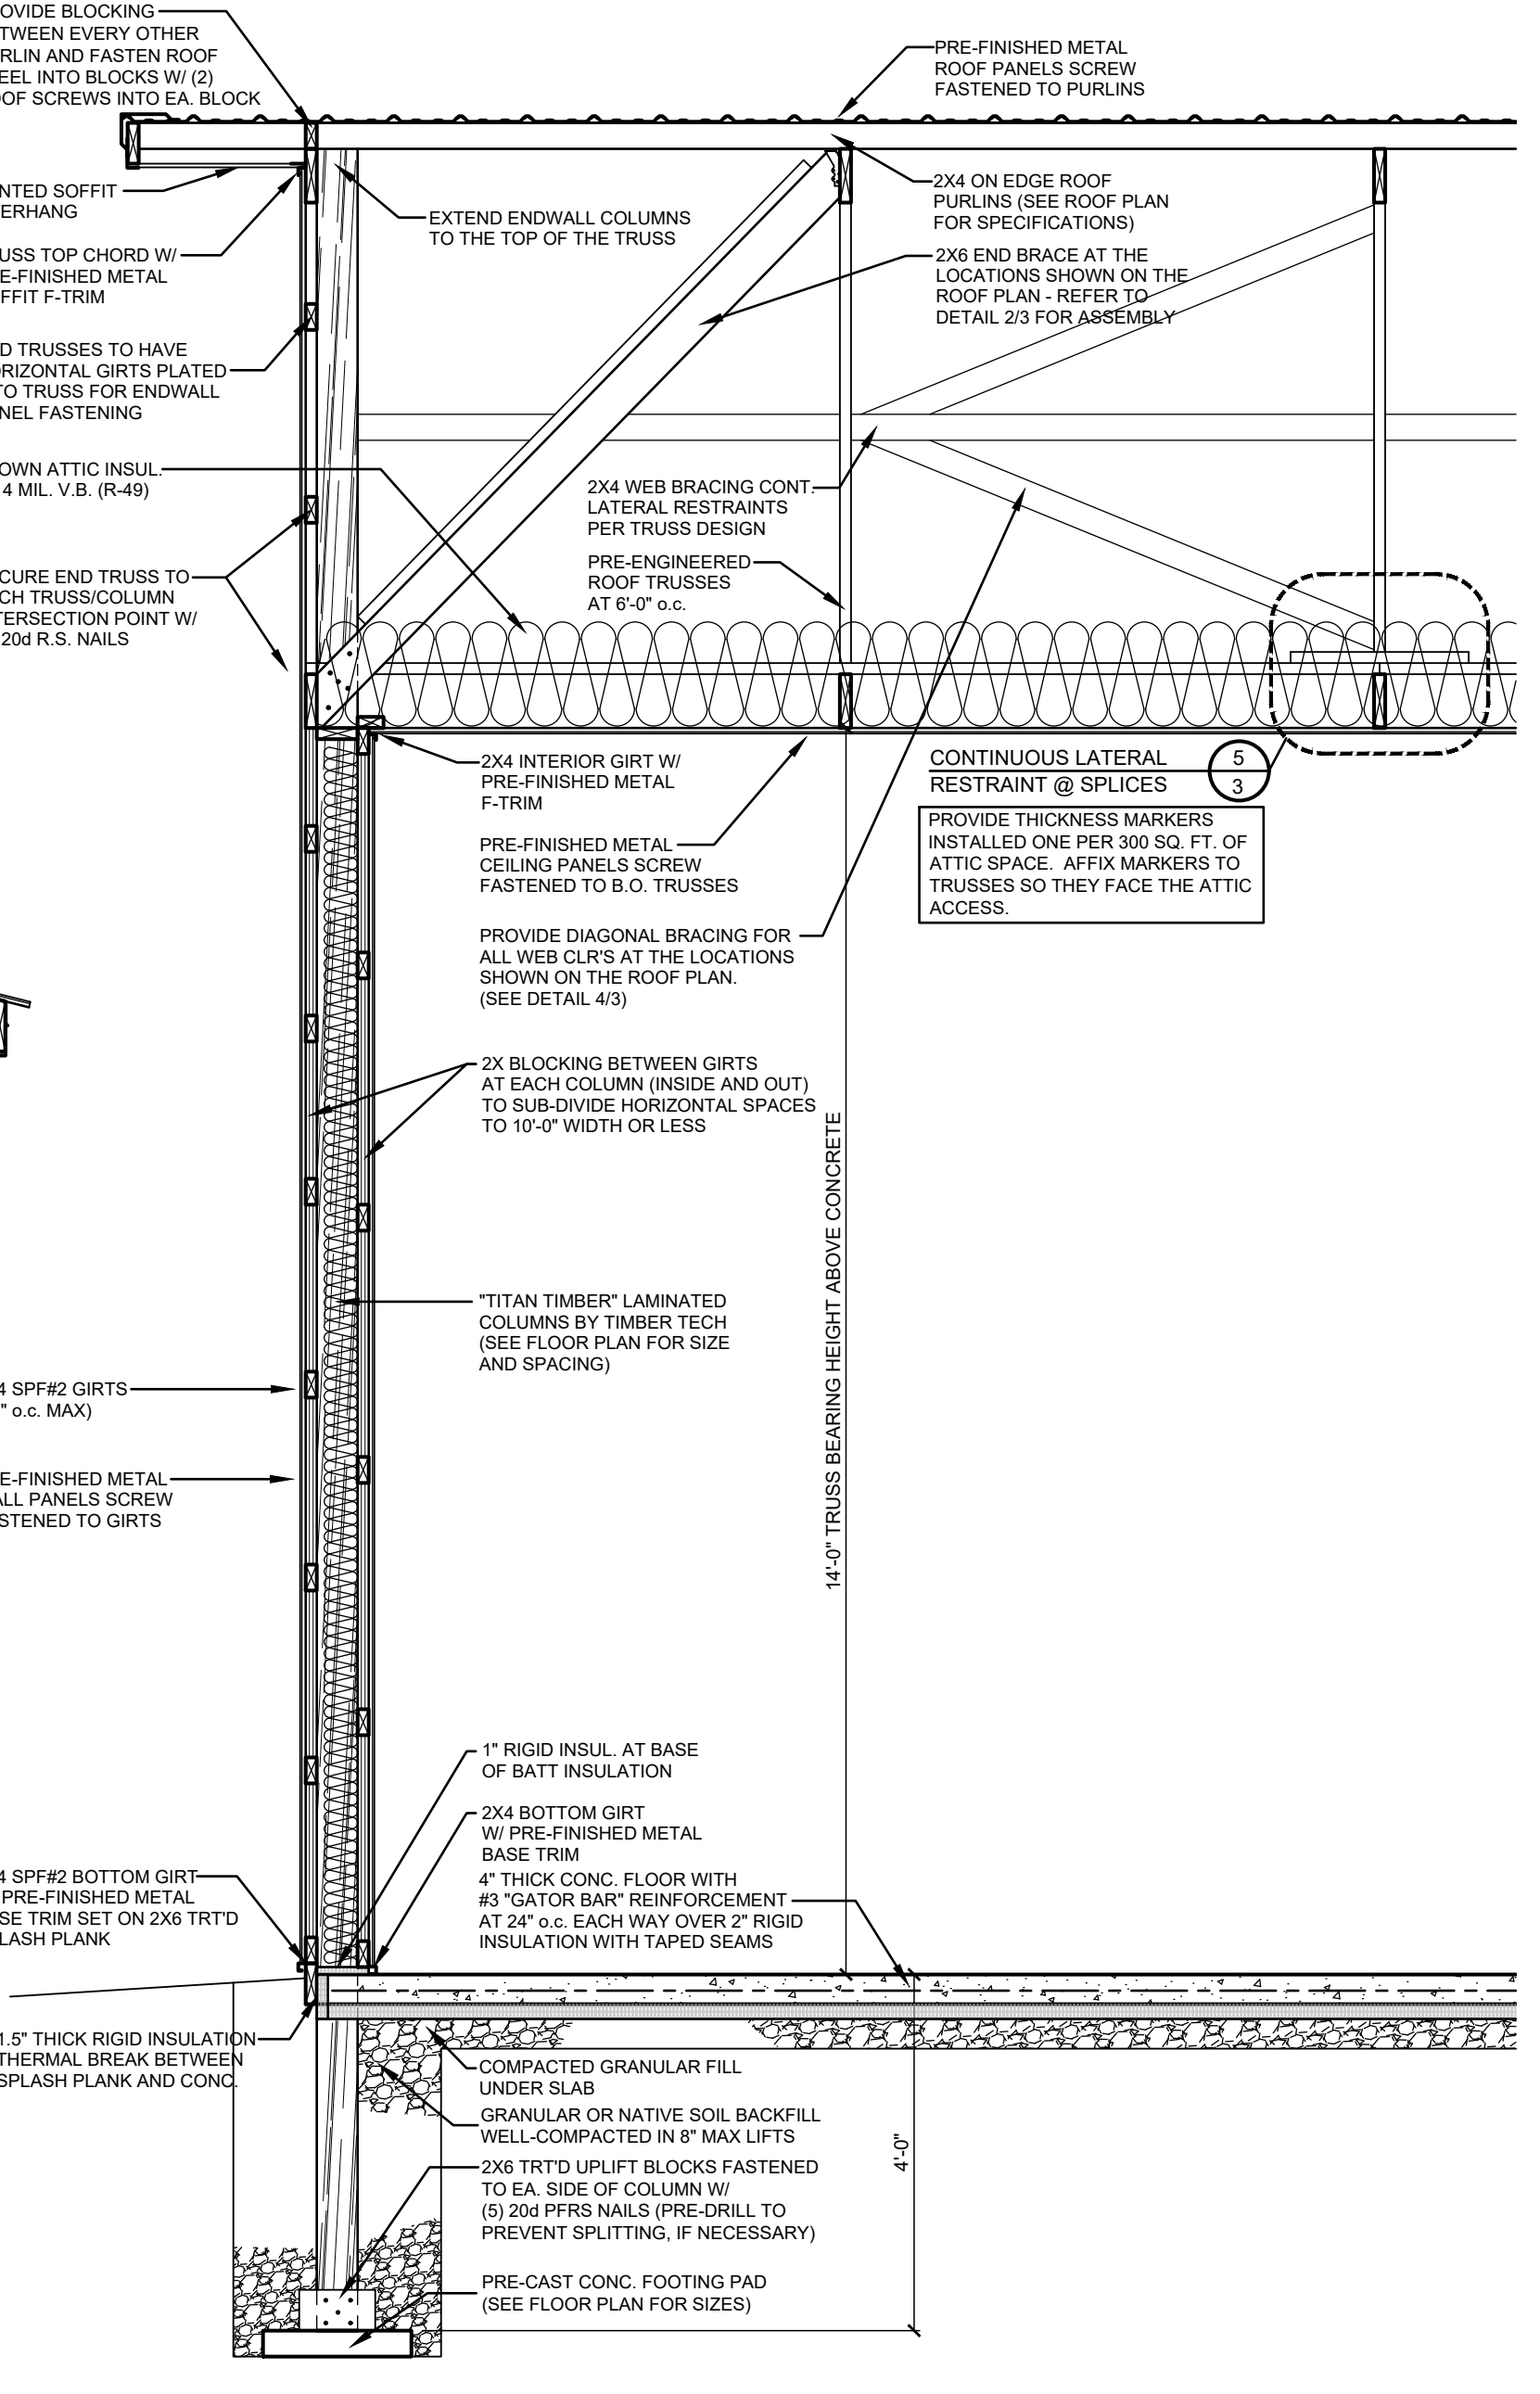 OVIDE BLOCKING
TWEEN EVERY OTHER
RLIN AND FASTEN ROOF
EEL INTO BLOCKS W/ (2)
OOF SCREWS INTO EA. BLOCK
PRE-FINISHED METAL
ROOF PANELS SCREW
FASTENED TO PURLINS
NTED SOFFIT
ERHANG
EXTEND ENDWALL COLUMNS
TO THE TOP OF THE TRUSS
2X4 ON EDGE ROOF
PURLINS (SEE ROOF PLAN
FOR SPECIFICATIONS)
USS TOP CHORD W/
E-FINISHED METAL
FFIT F-TRIM
2X6 END BRACE AT THE
LOCATIONS SHOWN ON THE
ROOF PLAN - REFER TO
DETAIL 2/3 FOR ASSEMBLY
D TRUSSES TO HAVE
ORIZONTAL GIRTS PLATED
TO TRUSS FOR ENDWALL
NEL FASTENING
OWN ATTIC INSUL.
4 MIL. V.B. (R-49)
2X4 WEB BRACING CONT.
LATERAL RESTRAINTS
PER TRUSS DESIGN
PRE-ENGINEERED
ROOF TRUSSES
AT 6'-0" o.c.
CURE END TRUSS TO
CH TRUSS/COLUMN
TERSECTION POINT W/
20d R.S. NAILS
2X4 INTERIOR GIRT W/
PRE-FINISHED METAL
F-TRIM
CONTINUOUS LATERAL
RESTRAINT @ SPLICES
5
3
PROVIDE THICKNESS MARKERS
INSTALLED ONE PER 300 SQ. FT. OF
ATTIC SPACE. AFFIX MARKERS TO
TRUSSES SO THEY FACE THE ATTIC
ACCESS.
PRE-FINISHED METAL
CEILING PANELS SCREW
FASTENED TO B.O. TRUSSES
PROVIDE DIAGONAL BRACING FOR
ALL WEB CLR'S AT THE LOCATIONS
SHOWN ON THE ROOF PLAN.
(SEE DETAIL 4/3)
2X BLOCKING BETWEEN GIRTS
AT EACH COLUMN (INSIDE AND OUT)
TO SUB-DIVIDE HORIZONTAL SPACES
TO 10'-0" WIDTH OR LESS
14'-0" TRUSS BEARING HEIGHT ABOVE CONCRETE
"TITAN TIMBER" LAMINATED
COLUMNS BY TIMBER TECH
(SEE FLOOR PLAN FOR SIZE
AND SPACING)
4 SPF#2 GIRTS
" o.c. MAX)
E-FINISHED METAL
ALL PANELS SCREW
STENED TO GIRTS
1" RIGID INSUL. AT BASE
OF BATT INSULATION
2X4 BOTTOM GIRT
W/ PRE-FINISHED METAL
BASE TRIM
4 SPF#2 BOTTOM GIRT
PRE-FINISHED METAL
SE TRIM SET ON 2X6 TRT'D
LASH PLANK
4" THICK CONC. FLOOR WITH
#3 "GATOR BAR" REINFORCEMENT
AT 24" o.c. EACH WAY OVER 2" RIGID
INSULATION WITH TAPED SEAMS
1.5" THICK RIGID INSULATION
THERMAL BREAK BETWEEN
SPLASH PLANK AND CONC.
COMPACTED GRANULAR FILL
UNDER SLAB
GRANULAR OR NATIVE SOIL BACKFILL
WELL-COMPACTED IN 8" MAX LIFTS
4'-0"
2X6 TRT'D UPLIFT BLOCKS FASTENED
TO EA. SIDE OF COLUMN W/
(5) 20d PFRS NAILS (PRE-DRILL TO
PREVENT SPLITTING, IF NECESSARY)
PRE-CAST CONC. FOOTING PAD
(SEE FLOOR PLAN FOR SIZES)